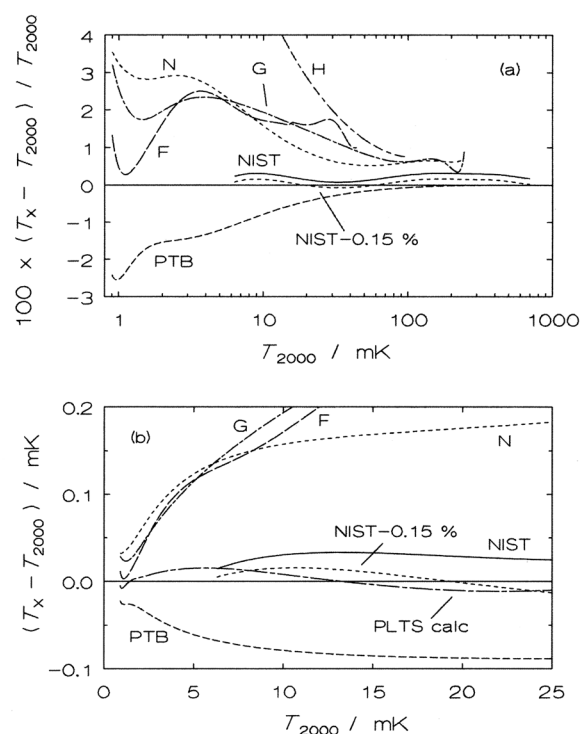 100 x (Tx - T2000) / T2000
4
3
2
1
0
-1
-2
-3
N
F
G
H
(a)
NIST
NIST-0.15 %
PTB
1
10
100
1000
T2000 / mK
(Tx - T2000) / mK
0.2
0.1
0.0
-0.1
(b)
G
F
N
NIST-0.15 %
NIST
PLTS calc
PTB
0
5
10
15
20
25
T2000 / mK